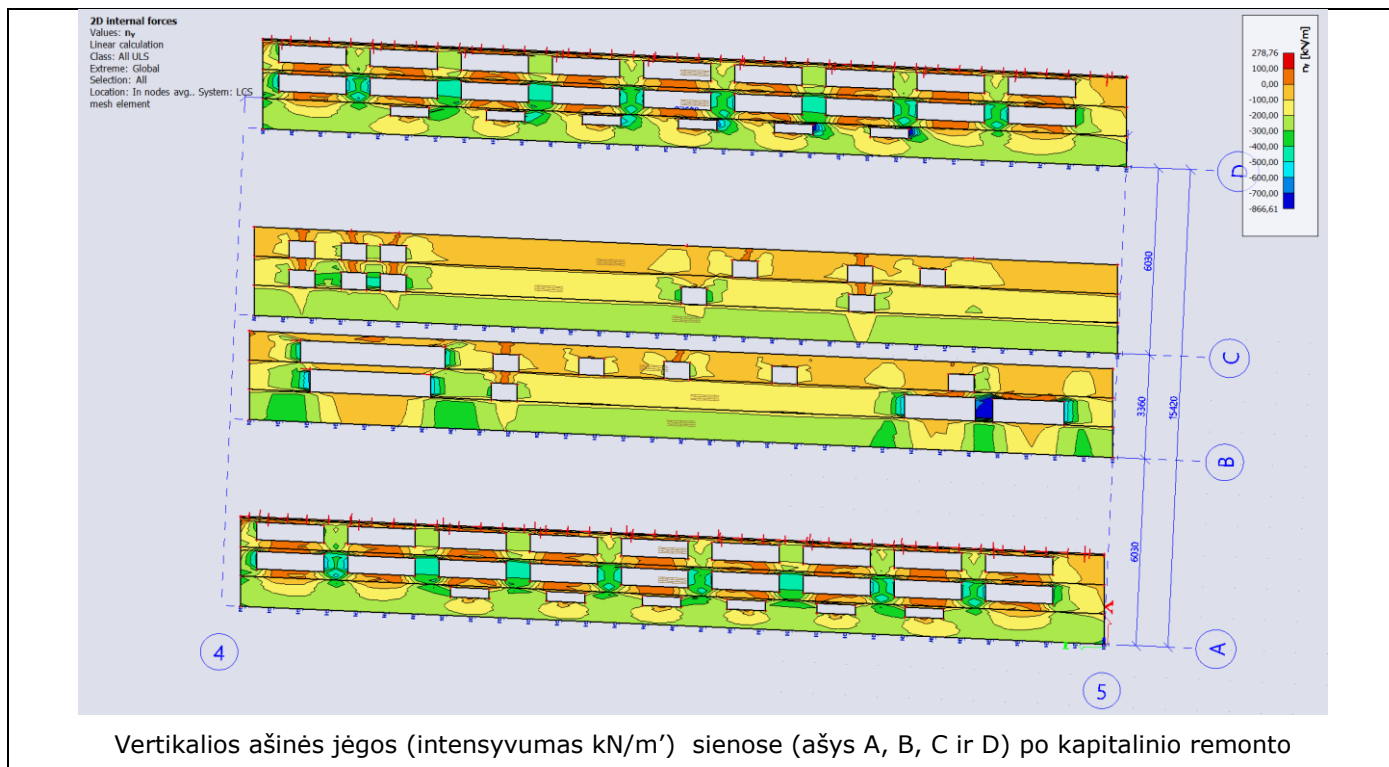 2D internal forces
Values: ny
Linear calculation
Class: All ULS
Extreme: Global
Selection: All
Location: In nodes avg.. System: LCS
mesh element
ny [kN/m]
278,76
100,00
0,00
-100,00
-200,00
-300,00
-400,00
-500,00
-600,00
-700,00
-866,61
D
6030
C
3360
15420
B
6030
A
4
5
Vertikalios ašinės jėgos (intensyvumas kN/m’) sienose (ašys A, B, C ir D) po kapitalinio remonto